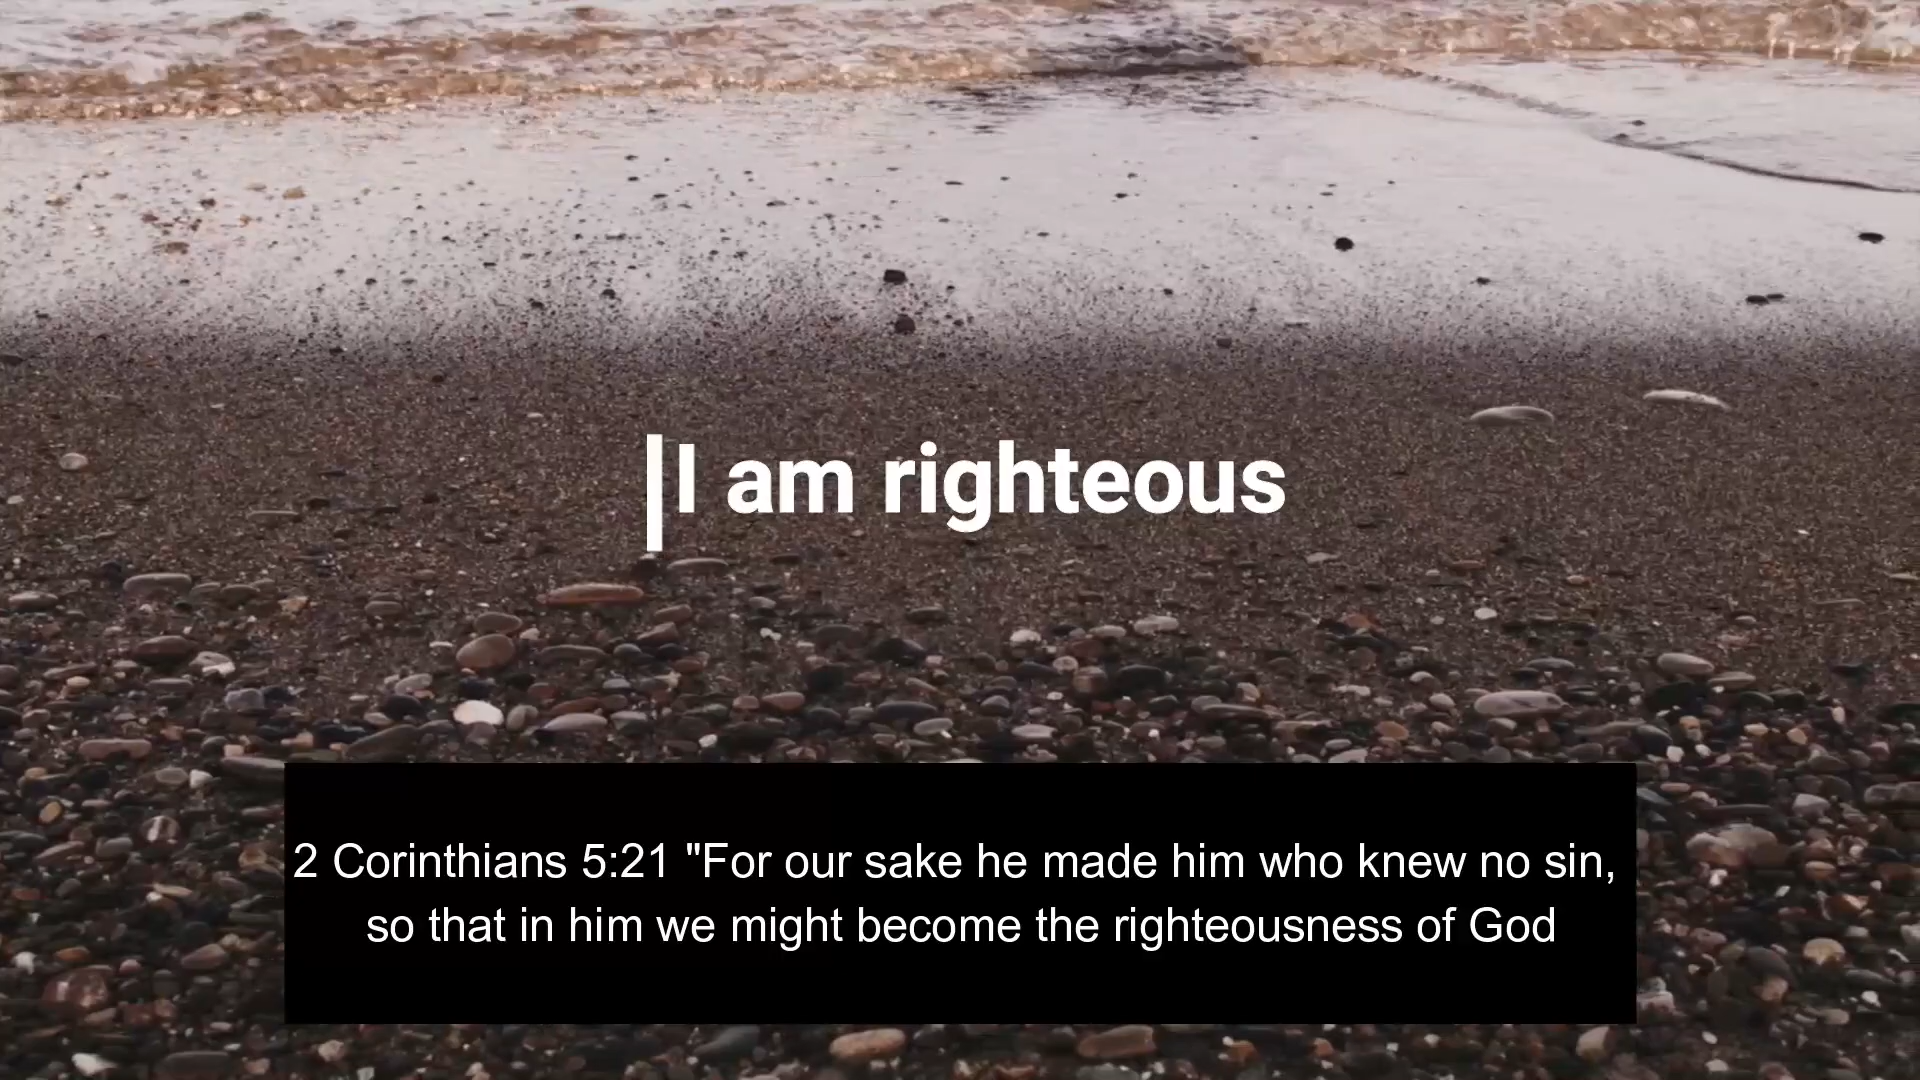 I am righteous
2 Corinthians 5:21 "For our sake he made him who knew no sin,
so that in him we might become the righteousness of God